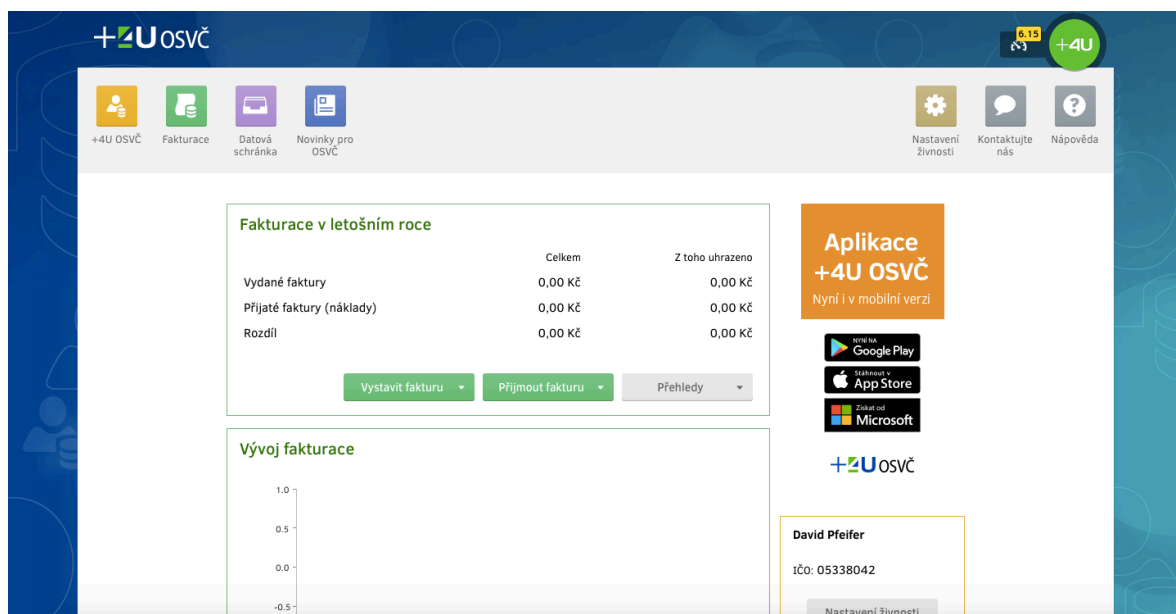 +4U OSVČ
6.15
+4U
+4U OSVČ
Fakturace
Datová
schránka
Novinky pro
OSVČ
Nastavení
živnosti
Kontaktujte
nás
Nápověda
Fakturace v letošním roce
Celkem Z toho uhrazeno
Vydané faktury 0,00 Kč 0,00 Kč
Přijaté faktury (náklady) 0,00 Kč 0,00 Kč
Rozdíl 0,00 Kč 0,00 Kč
Vystavit fakturu
Přijmout fakturu
Přehledy
Aplikace
+4U OSVČ
Nyní i v mobilní verzi
NYNÍ NA
Google Play
Stáhnout v
App Store
Získat od
Microsoft
+4U OSVČ
Vývoj fakturace
1.0
0.5
0.0
-0.5
David Pfeifer
IČO: 05338042
Nastavení živnosti